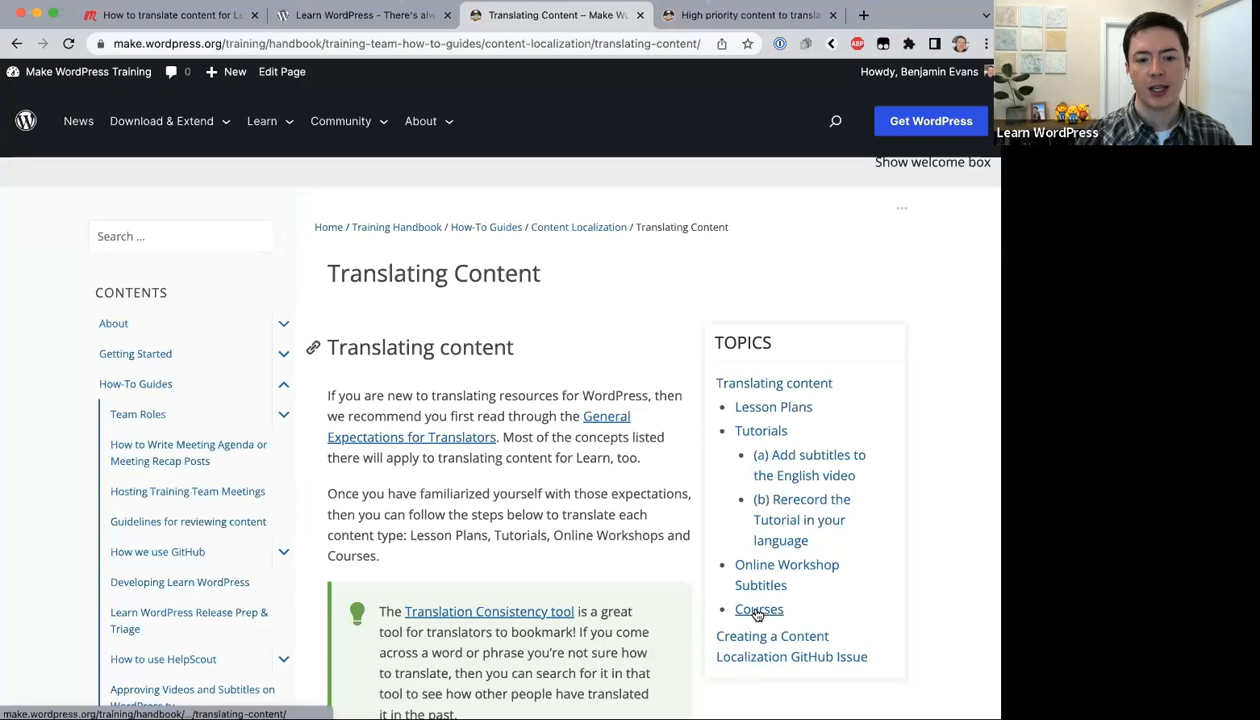 How to translate content for Le
Learn WordPress - There's alw
Translating Content – Make Wo
High priority content to transla
make.wordpress.org/training/handbook/training-team-how-to-guides/content-localization/translating-content/
ABP
Make WordPress Training
0
New
Edit Page
Howdy, Benjamin Evans
News
Download & Extend
Learn
Community
About
Get WordPress
Learn WordPress
Show welcome box
Search ...
Home / Training Handbook / How-To Guides / Content Localization / Translating Content
Translating Content
CONTENTS
About
Getting Started
How-To Guides
Team Roles
How to Write Meeting Agenda or
Meeting Recap Posts
Hosting Training Team Meetings
Guidelines for reviewing content
How we use GitHub
Developing Learn WordPress
Learn WordPress Release Prep &
Triage
How to use HelpScout
Approving Videos and Subtitles on
WordPress.tv
Translating content
If you are new to translating resources for WordPress, then
we recommend you first read through the General
Expectations for Translators. Most of the concepts listed
there will apply to translating content for Learn, too.
Once you have familiarized yourself with those expectations,
then you can follow the steps below to translate each
content type: Lesson Plans, Tutorials, Online Workshops and
Courses.
The Translation Consistency tool is a great
tool for translators to bookmark! If you come
across a word or phrase you're not sure how
to translate, then you can search for it in that
tool to see how other people have translated
it in the past.
TOPICS
Translating content
Lesson Plans
Tutorials
(a) Add subtitles to
the English video
(b) Rerecord the
Tutorial in your
language
Online Workshop
Subtitles
Courses
Creating a Content
Localization GitHub Issue
make.wordpress.org/training/handbook/.../translating-content/